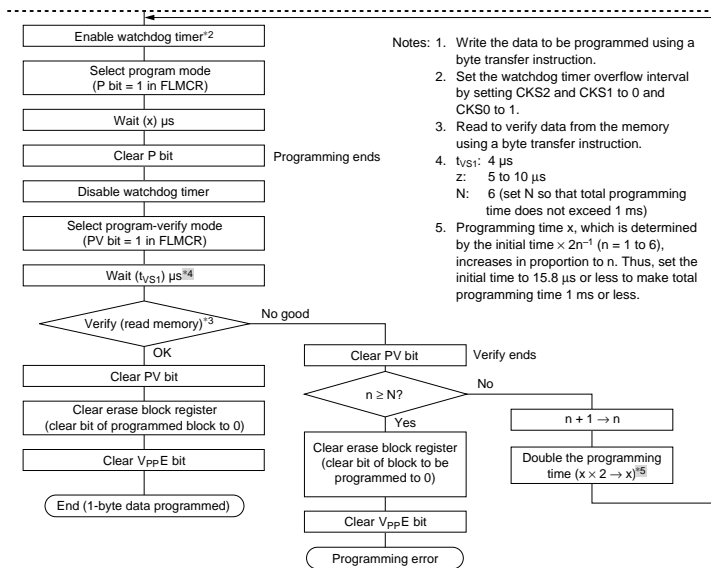 Enable watchdog timer*2
Select program mode
(P bit = 1 in FLMCR)
Wait (x) μs
Clear P bit
Programming ends
Disable watchdog timer
Select program-verify mode
(PV bit = 1 in FLMCR)
Wait (tVS1) μs*4
Verify (read memory)*3
No good
OK
Clear PV bit
Clear erase block register
(clear bit of programmed block to 0)
Clear VPPE bit
End (1-byte data programmed)
Clear PV bit
Verify ends
n ≥ N?
No
Yes
Clear erase block register
(clear bit of block to be
programmed to 0)
Clear VPPE bit
Programming error
n + 1 → n
Double the programming
time (x × 2 → x)*5
Notes: 1. Write the data to be programmed using a
byte transfer instruction.
2. Set the watchdog timer overflow interval
by setting CKS2 and CKS1 to 0 and
CKS0 to 1.
3. Read to verify data from the memory
using a byte transfer instruction.
4. tVS1: 4 μs
z: 5 to 10 μs
N: 6 (set N so that total programming
time does not exceed 1 ms)
5. Programming time x, which is determined
by the initial time × 2n⁻¹ (n = 1 to 6),
increases in proportion to n. Thus, set the
initial time to 15.8 μs or less to make total
programming time 1 ms or less.